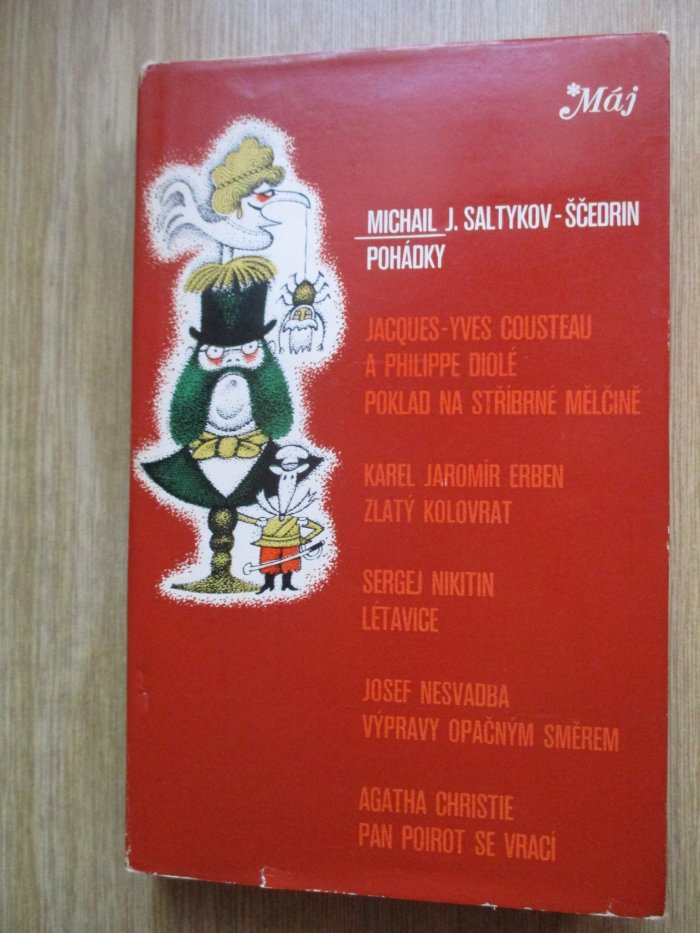 *Máj
MICHAIL J. SALTYKOV-ŠČEDRIN
POHÁDKY
JACQUES-YVES COUSTEAU
A PHILIPPE DIOLÉ
POKLAD NA STŘÍBRNÉ MĚLČINĚ
KAREL JAROMÍR ERBEN
ZLATÝ KOLOVRAT
SERGEJ NIKITIN
LÉTAVICE
JOSEF NESVADBA
VÝPRAVY OPAČNÝM SMĚREM
AGATHA CHRISTIE
PAN POIROT SE VRACÍ